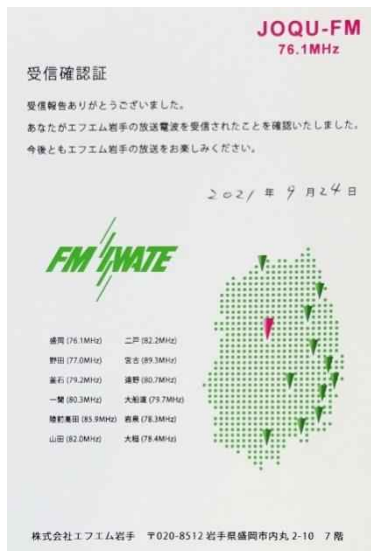 JOQU-FM
76.1MHz
受信確認証
受信報告ありがとうございました。
あなたがエフエム岩手の放送電波を受信されたことを確認いたしました。
今後ともエフエム岩手の放送をお楽しみください。
2021 年 9 月 24 日
FM IWATE
盛岡 (76.1MHz) 二戸 (82.2MHz)
野田 (77.0MHz) 宮古 (89.3MHz)
釜石 (79.2MHz) 遠野 (80.7MHz)
一関 (80.3MHz) 大船渡 (79.7MHz)
陸前高田 (85.9MHz) 岩泉 (78.3MHz)
山田 (82.0MHz) 大槌 (78.4MHz)
株式会社エフエム岩手 〒020-8512 岩手県盛岡市内丸 2-10 7 階